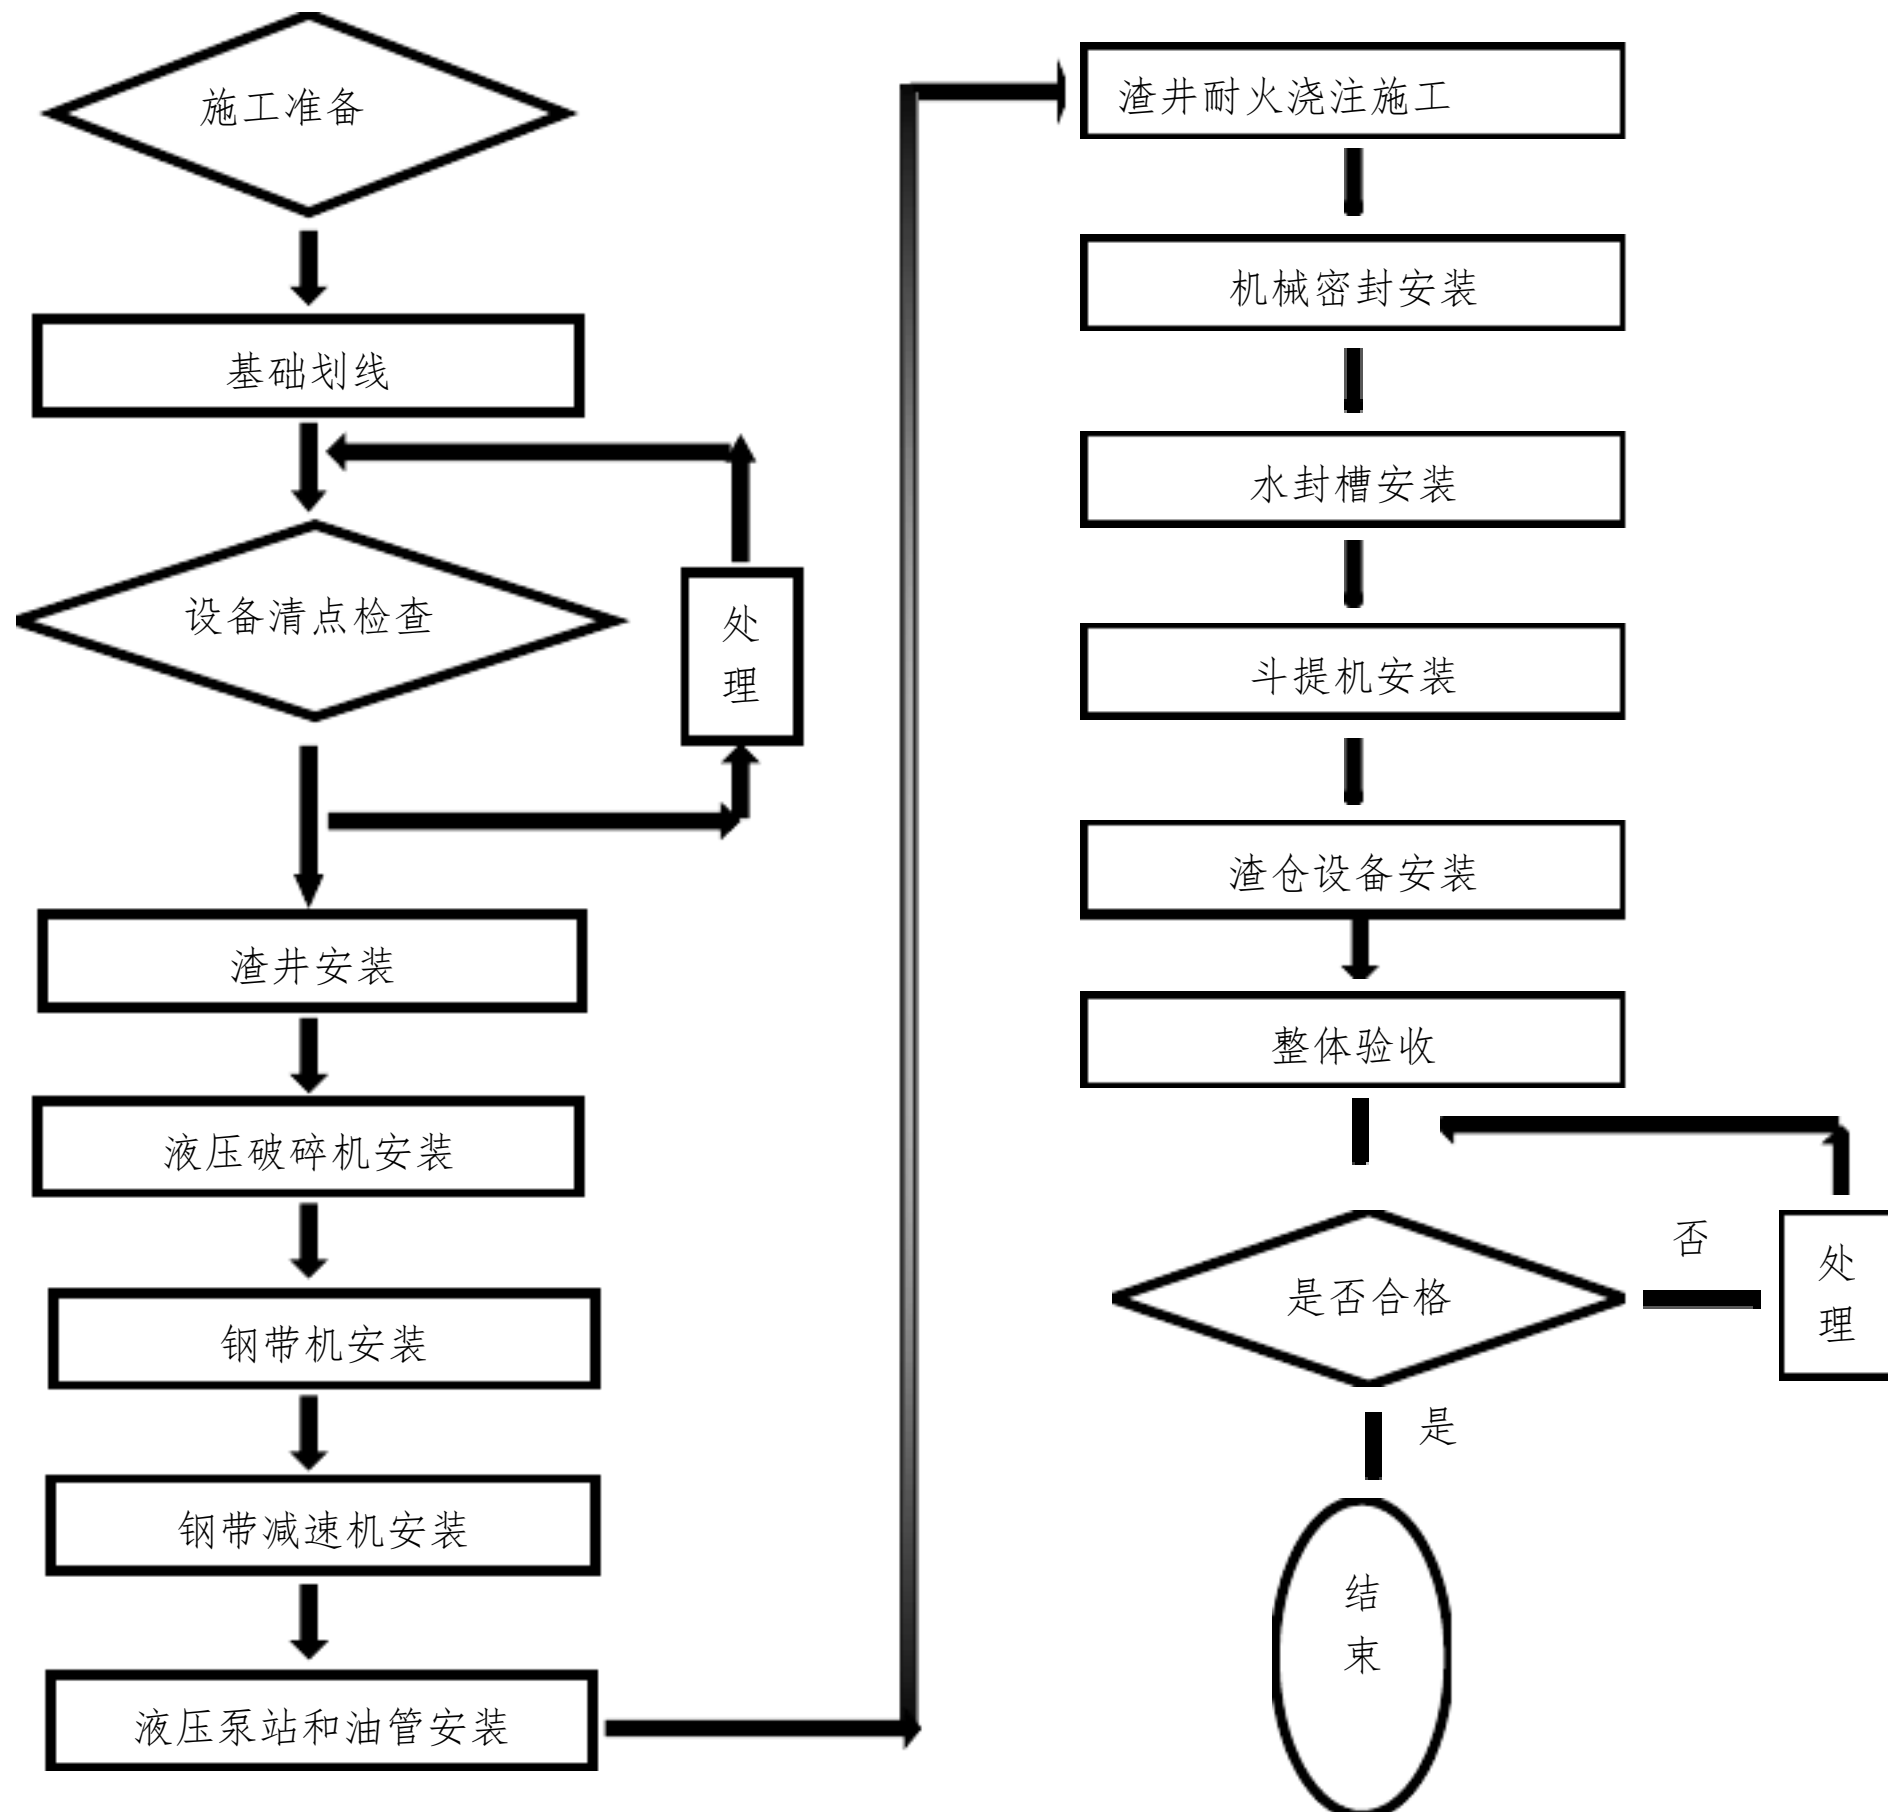 施工准备
基础划线
设备清点检查
处
理
渣井安装
液压破碎机安装
钢带机安装
钢带减速机安装
液压泵站和油管安装
渣井耐火浇注施工
机械密封安装
水封槽安装
斗提机安装
渣仓设备安装
整体验收
是否合格
否
处
理
是
结
束